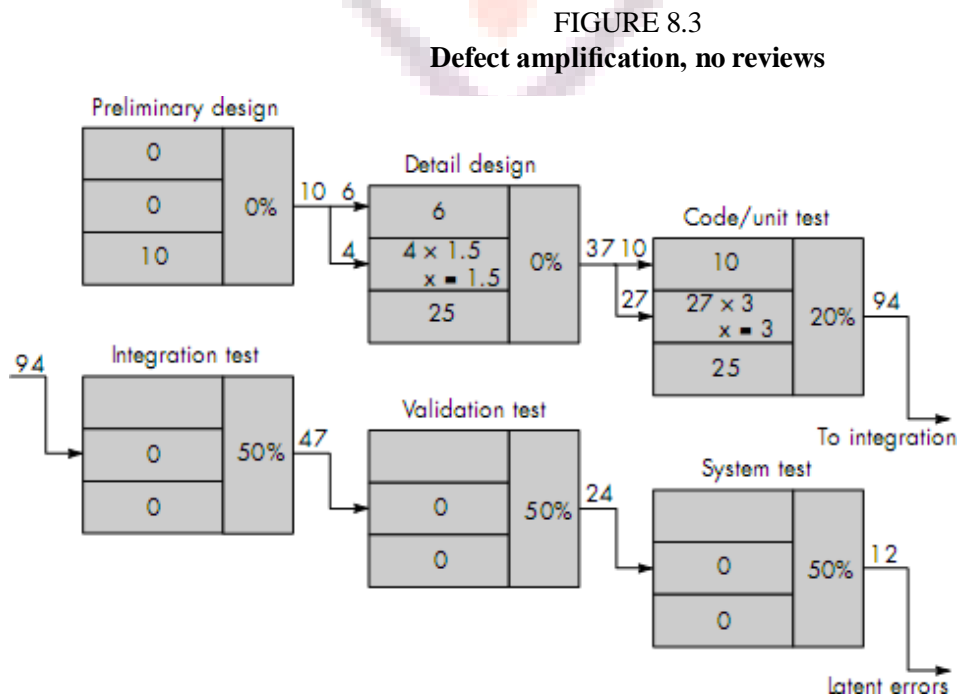 FIGURE 8.3
Defect amplification, no reviews
Preliminary design
0
0
10
0%
10 6
4
Detail design
6
4 × 1.5
x = 1.5
25
0%
37 10
27
Code/unit test
10
27 × 3
x = 3
25
20%
94
To integration
94
Integration test
0
0
50%
47
Validation test
0
0
50%
24
System test
0
0
50%
12
Latent errors